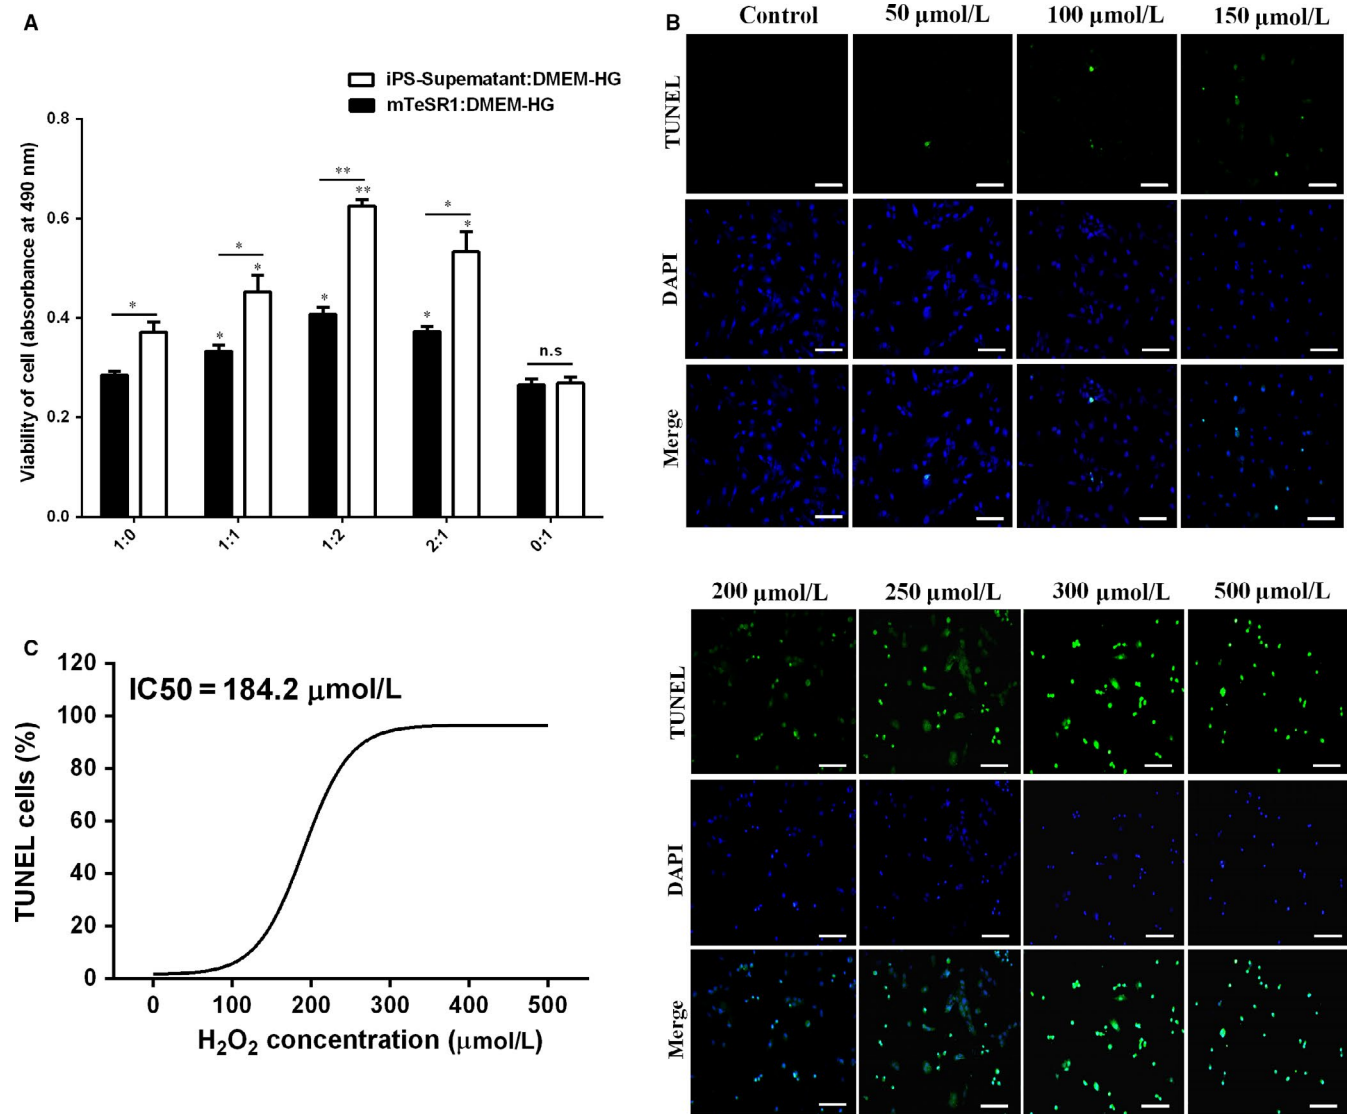 A
iPS-Supematant:DMEM-HG
mTeSR1:DMEM-HG
Viability of cell (absorbance at 490 nm)
0.8
0.6
0.4
0.2
0.0
*
*
*
*
*
**
**
*
*
*
n.s
1:0
1:1
1:2
2:1
0:1
B
Control
50 µmol/L
100 µmol/L
150 µmol/L
TUNEL
DAPI
Merge
200 µmol/L
250 µmol/L
300 µmol/L
500 µmol/L
TUNEL
DAPI
Merge
C
IC50 = 184.2 µmol/L
TUNEL cells (%)
120
100
80
60
40
20
0
0
100
200
300
400
500
H₂O₂ concentration (µmol/L)